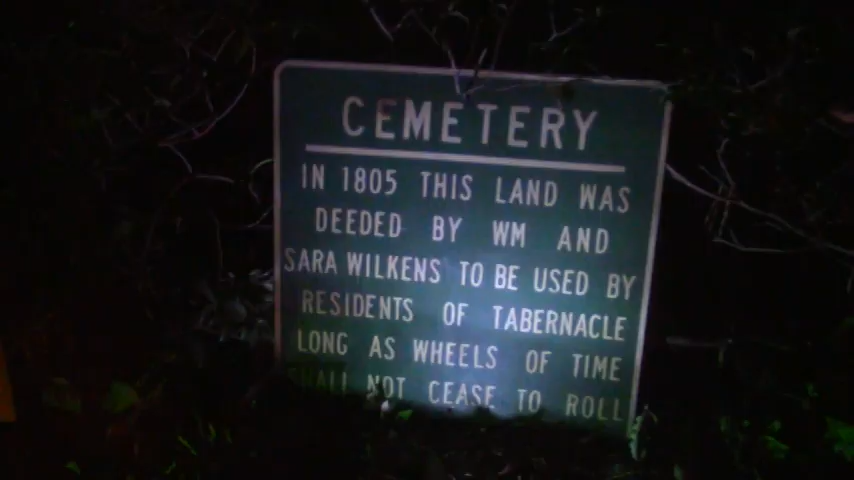 CEMETERY
IN 1805 THIS LAND WAS
DEEDED BY WM AND
SARA WILKENS TO BE USED BY
RESIDENTS OF TABERNACLE
LONG AS WHEELS OF TIME
SHALL NOT CEASE TO ROLL